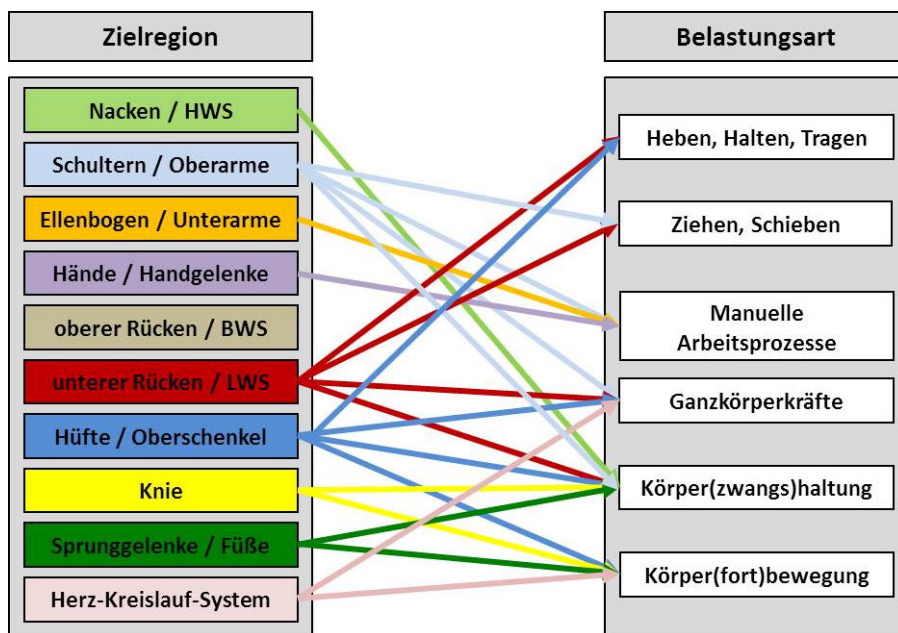 Zielregion
Nacken / HWS
Schultern / Oberarme
Ellenbogen / Unterarme
Hände / Handgelenke
oberer Rücken / BWS
unterer Rücken / LWS
Hüfte / Oberschenkel
Knie
Sprunggelenke / Füße
Herz-Kreislauf-System
Belastungsart
Heben, Halten, Tragen
Ziehen, Schieben
Manuelle
Arbeitsprozesse
Ganzkörperkräfte
Körper(zwangs)haltung
Körper(fort)bewegung